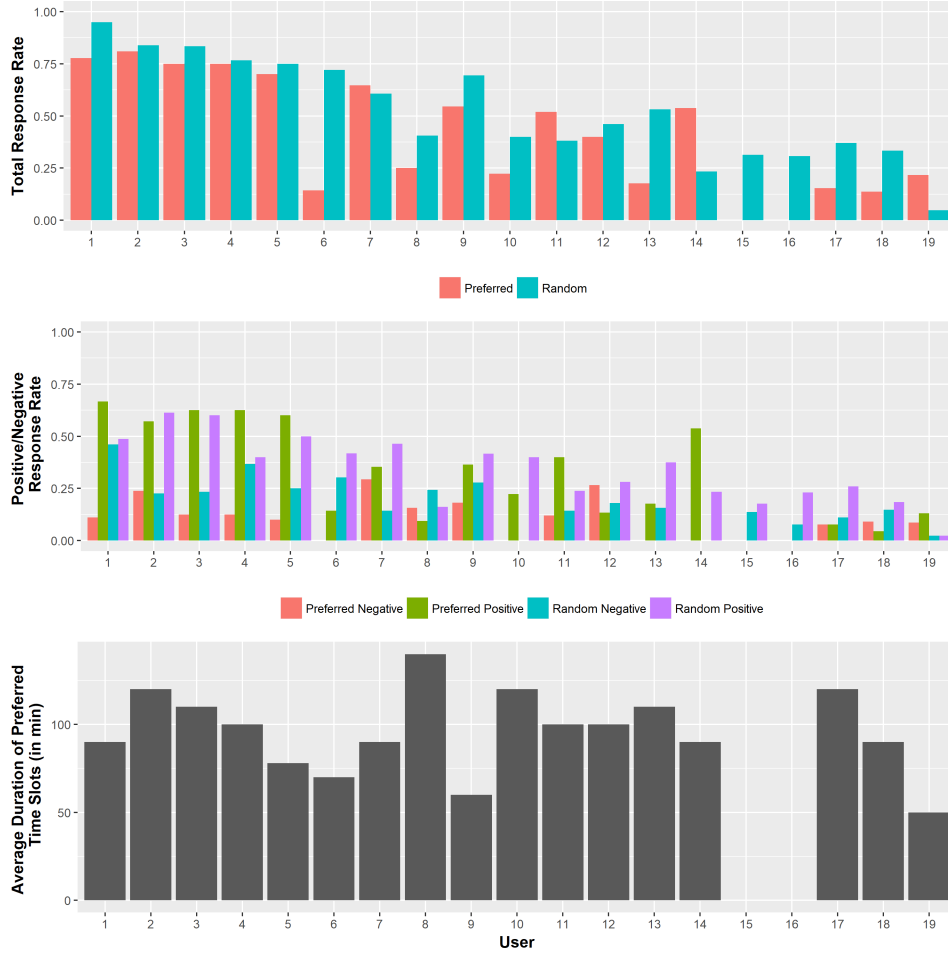 Total Response Rate
1.00
0.75
0.50
0.25
0.00
1 2 3 4 5 6 7 8 9 10 11 12 13 14 15 16 17 18 19
Preferred Random
Positive/Negative
Response Rate
1.00
0.75
0.50
0.25
0.00
1 2 3 4 5 6 7 8 9 10 11 12 13 14 15 16 17 18 19
Preferred Negative Preferred Positive Random Negative Random Positive
Average Duration of Preferred
Time Slots (in min)
100
50
0
1 2 3 4 5 6 7 8 9 10 11 12 13 14 15 16 17 18 19
User